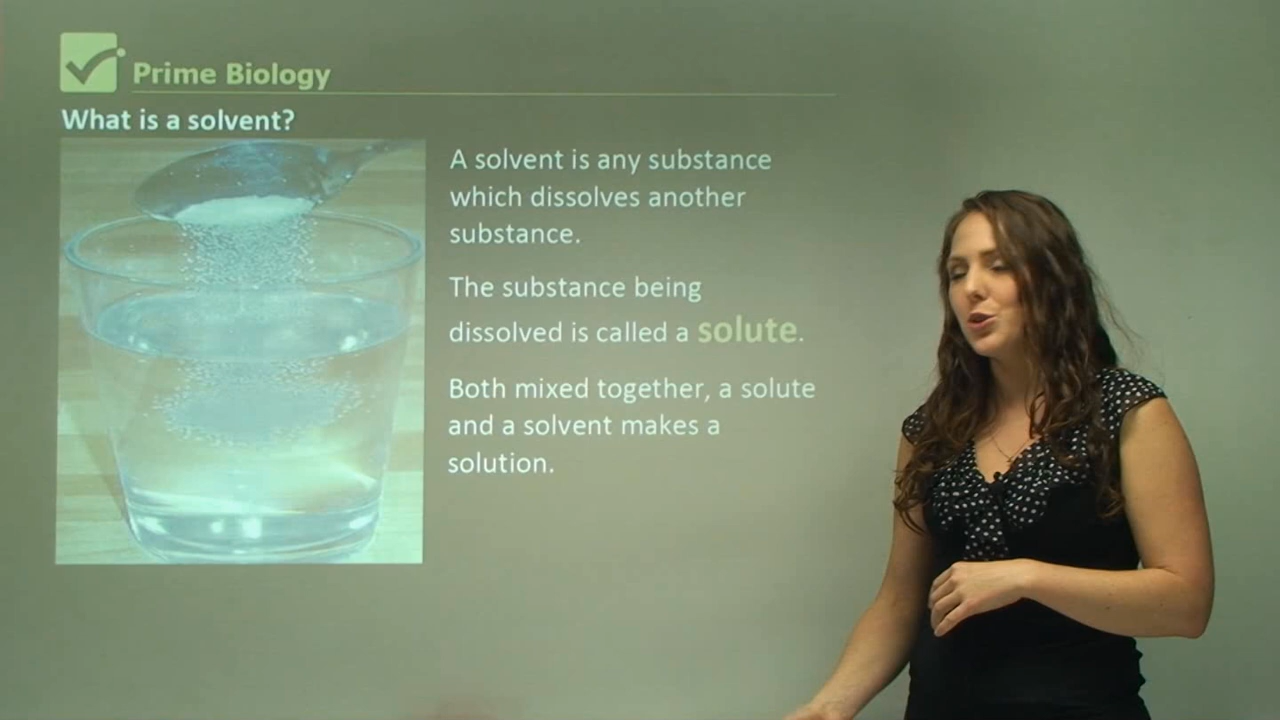 Prime Biology
What is a solvent?
A solvent is any substance
which dissolves another
substance.
The substance being
dissolved is called a solute.
Both mixed together, a solute
and a solvent makes a
solution.